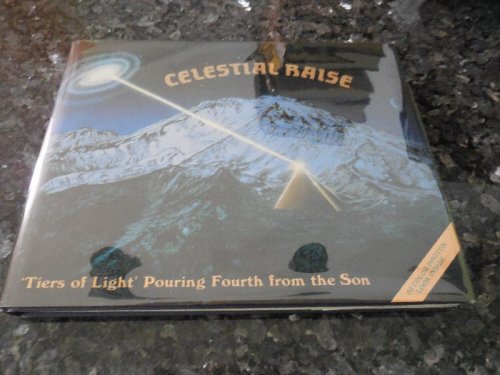 CELESTIAL RAISE
'Tiers of Light' Pouring Fourth from the Son